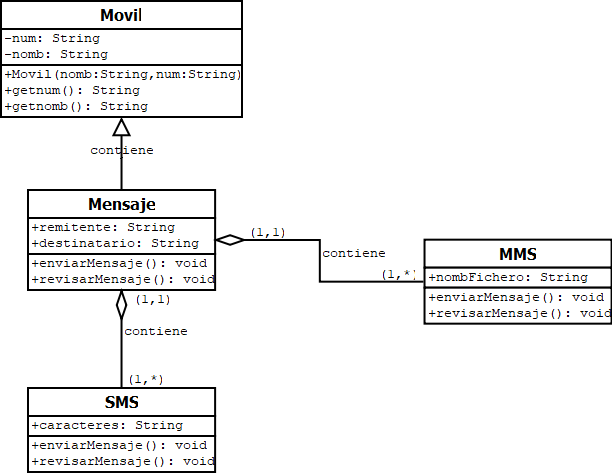 Movil
-num: String
-nomb: String
+Movil(nomb:String,num:String)
+getnum(): String
+getnomb(): String
contiene
Mensaje
+remitente: String
+destinatario: String
+enviarMensaje(): void
+revisarMensaje(): void
(1,1)
contiene
(1,*)
MMS
+nombFichero: String
+enviarMensaje(): void
+revisarMensaje(): void
(1,1)
contiene
(1,*)
SMS
+caracteres: String
+enviarMensaje(): void
+revisarMensaje(): void